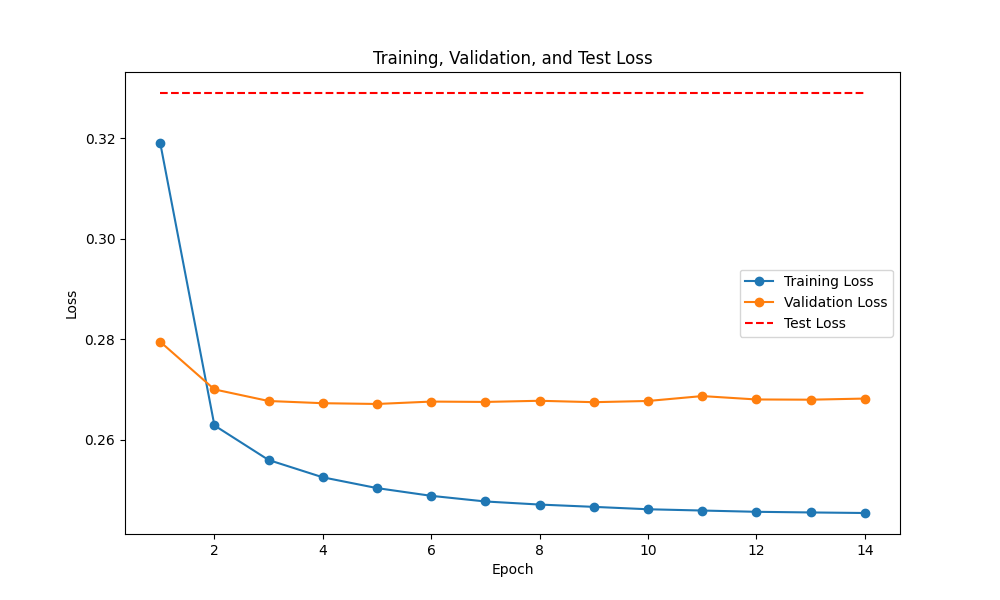 Training, Validation, and Test Loss
0.32
0.30
0.28
0.26
Loss
Training Loss
Validation Loss
Test Loss
2
4
6
8
10
12
14
Epoch